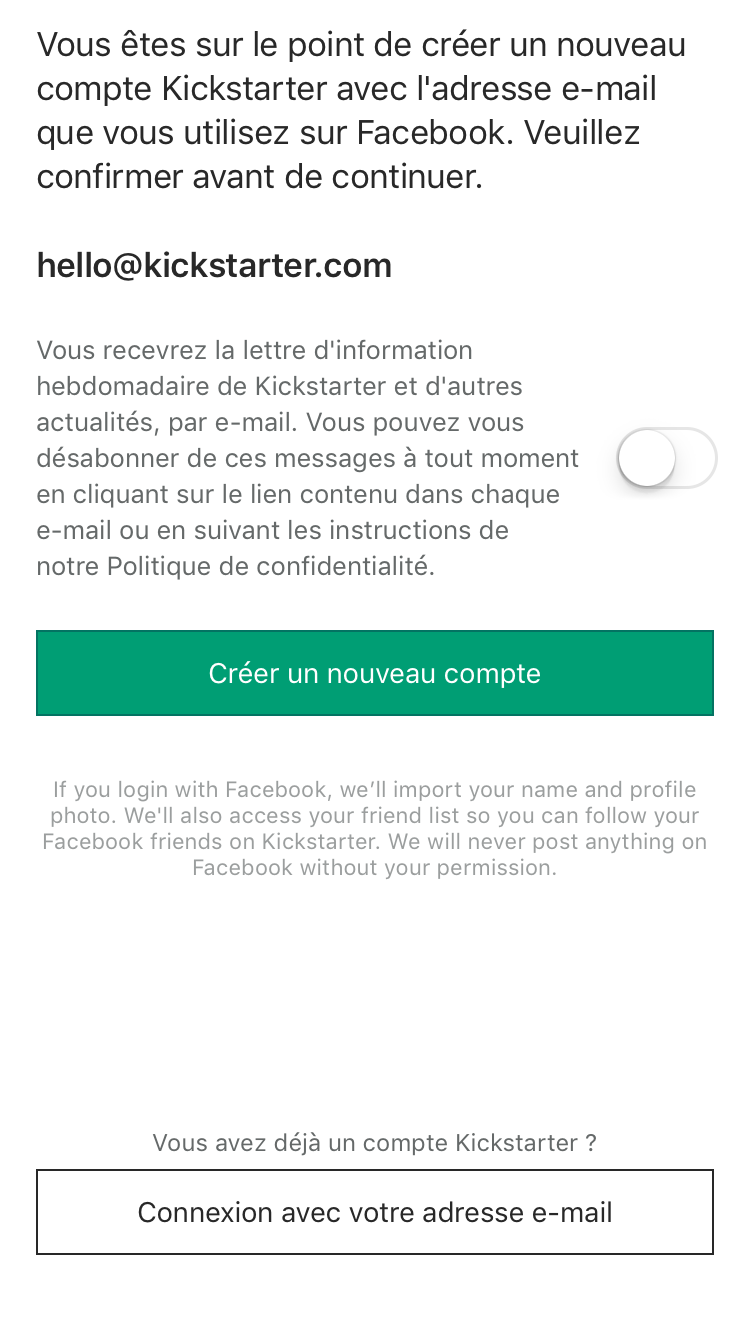 Vous êtes sur le point de créer un nouveau
compte Kickstarter avec l'adresse e-mail
que vous utilisez sur Facebook. Veuillez
confirmer avant de continuer.
hello@kickstarter.com
Vous recevrez la lettre d'information
hebdomadaire de Kickstarter et d'autres
actualités, par e-mail. Vous pouvez vous
désabonner de ces messages à tout moment
en cliquant sur le lien contenu dans chaque
e-mail ou en suivant les instructions de
notre Politique de confidentialité.
Créer un nouveau compte
If you login with Facebook, we’ll import your name and profile
photo. We'll also access your friend list so you can follow your
Facebook friends on Kickstarter. We will never post anything on
Facebook without your permission.
Vous avez déjà un compte Kickstarter ?
Connexion avec votre adresse e-mail